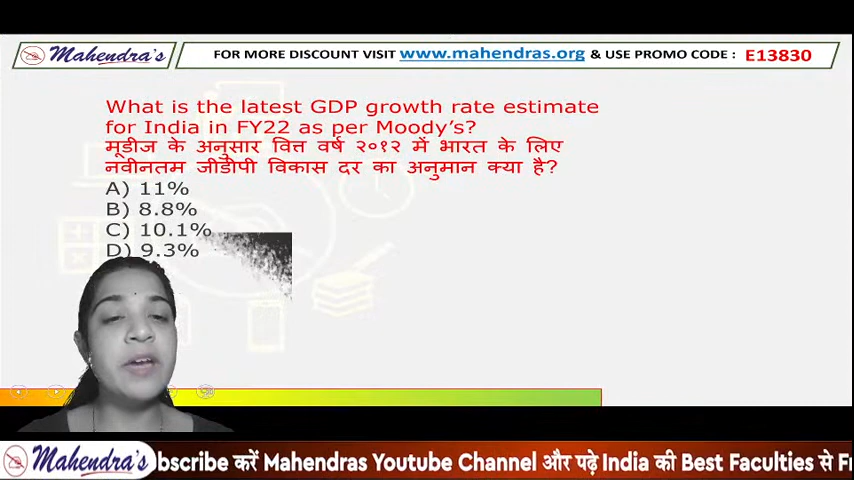 Mahendra's
FOR MORE DISCOUNT VISIT www.mahendras.org & USE PROMO CODE : E13830
What is the latest GDP growth rate estimate
for India in FY22 as per Moody's?
मूडीज के अनुसार वित्त वर्ष २०१२ में भारत के लिए
नवीनतम जीडीपी विकास दर का अनुमान क्या है?
A) 11%
B) 8.8%
C) 10.1%
D) 9.3%
Mahendra's
bscribe करें Mahendras Youtube Channel और पढ़े India की Best Faculties से Fr